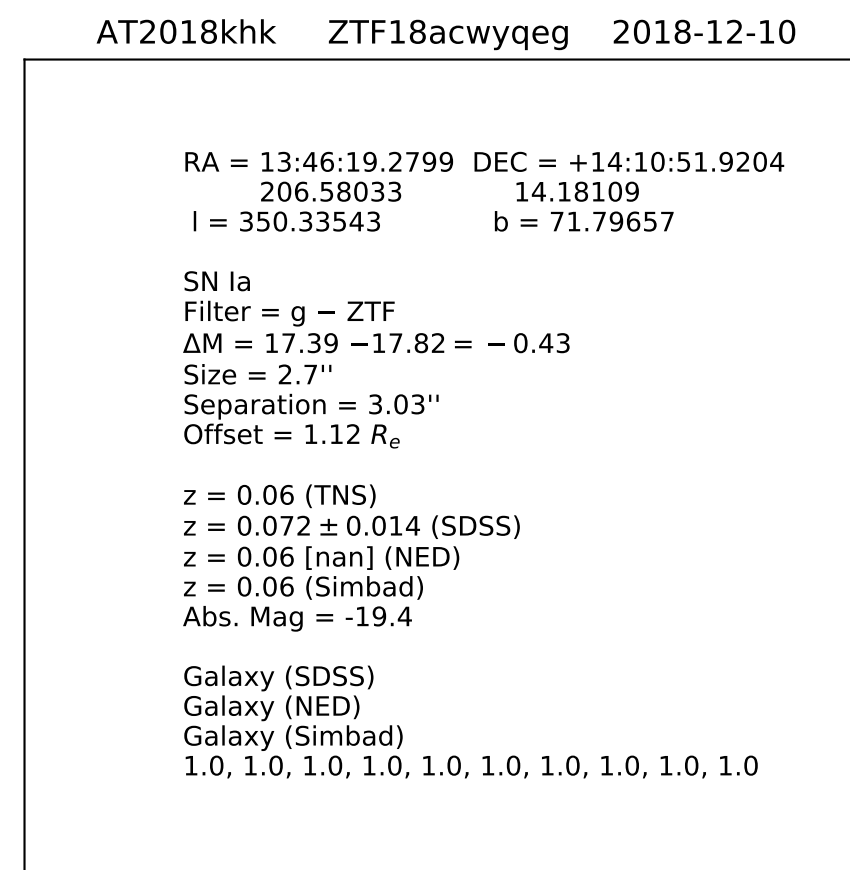 AT2018khk ZTF18acwyqeg 2018-12-10
RA = 13:46:19.2799 DEC = +14:10:51.9204
206.58033 14.18109
l = 350.33543 b = 71.79657
SN Ia
Filter = g − ZTF
ΔM = 17.39 −17.82 = − 0.43
Size = 2.7''
Separation = 3.03''
Offset = 1.12 Re
z = 0.06 (TNS)
z = 0.072 ± 0.014 (SDSS)
z = 0.06 [nan] (NED)
z = 0.06 (Simbad)
Abs. Mag = -19.4
Galaxy (SDSS)
Galaxy (NED)
Galaxy (Simbad)
1.0, 1.0, 1.0, 1.0, 1.0, 1.0, 1.0, 1.0, 1.0, 1.0